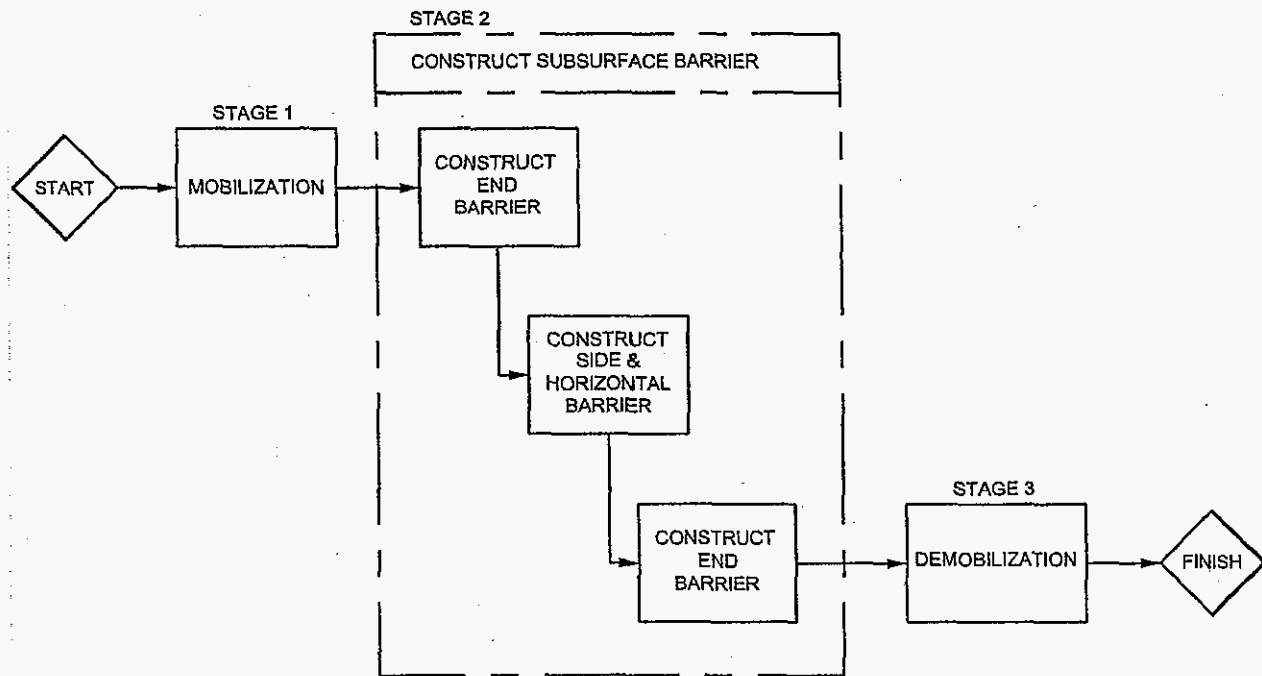 STAGE 2
CONSTRUCT SUBSURFACE BARRIER
STAGE 1
START
MOBILIZATION
CONSTRUCT
END
BARRIER
CONSTRUCT
SIDE &
HORIZONTAL
BARRIER
CONSTRUCT
END
BARRIER
STAGE 3
DEMOBILIZATION
FINISH